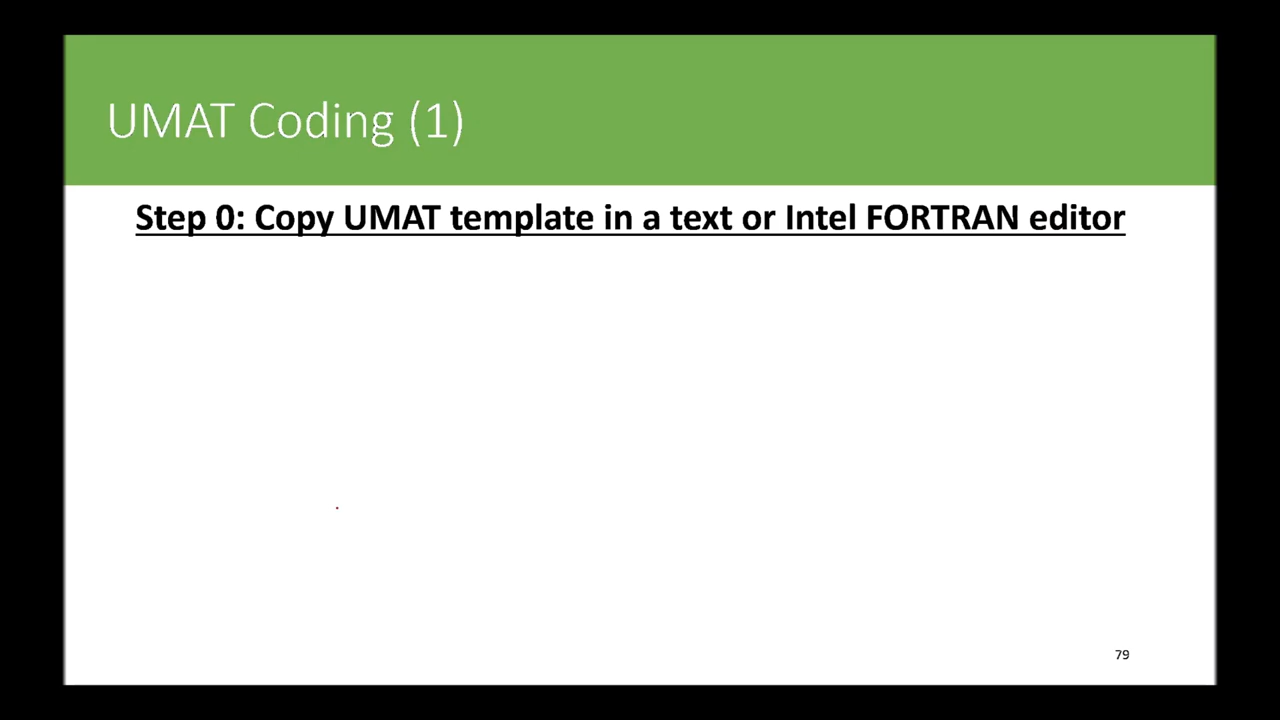 UMAT Coding (1)
Step 0: Copy UMAT template in a text or Intel FORTRAN editor
79